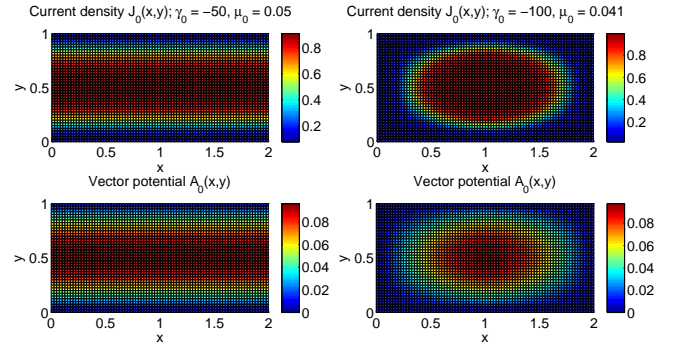 Current density J₀(x,y); γ₀ = −50, μ₀ = 0.05
1
0.5
0
y
0 0.5 1 1.5 2
x
0.8
0.6
0.4
0.2
Current density J₀(x,y); γ₀ = −100, μ₀ = 0.041
1
0.5
0
y
0 0.5 1 1.5 2
x
0.8
0.6
0.4
0.2
Vector potential A₀(x,y)
1
0.5
0
y
0 0.5 1 1.5 2
x
0.08
0.06
0.04
0.02
0
Vector potential A₀(x,y)
1
0.5
0
y
0 0.5 1 1.5 2
x
0.08
0.06
0.04
0.02
0